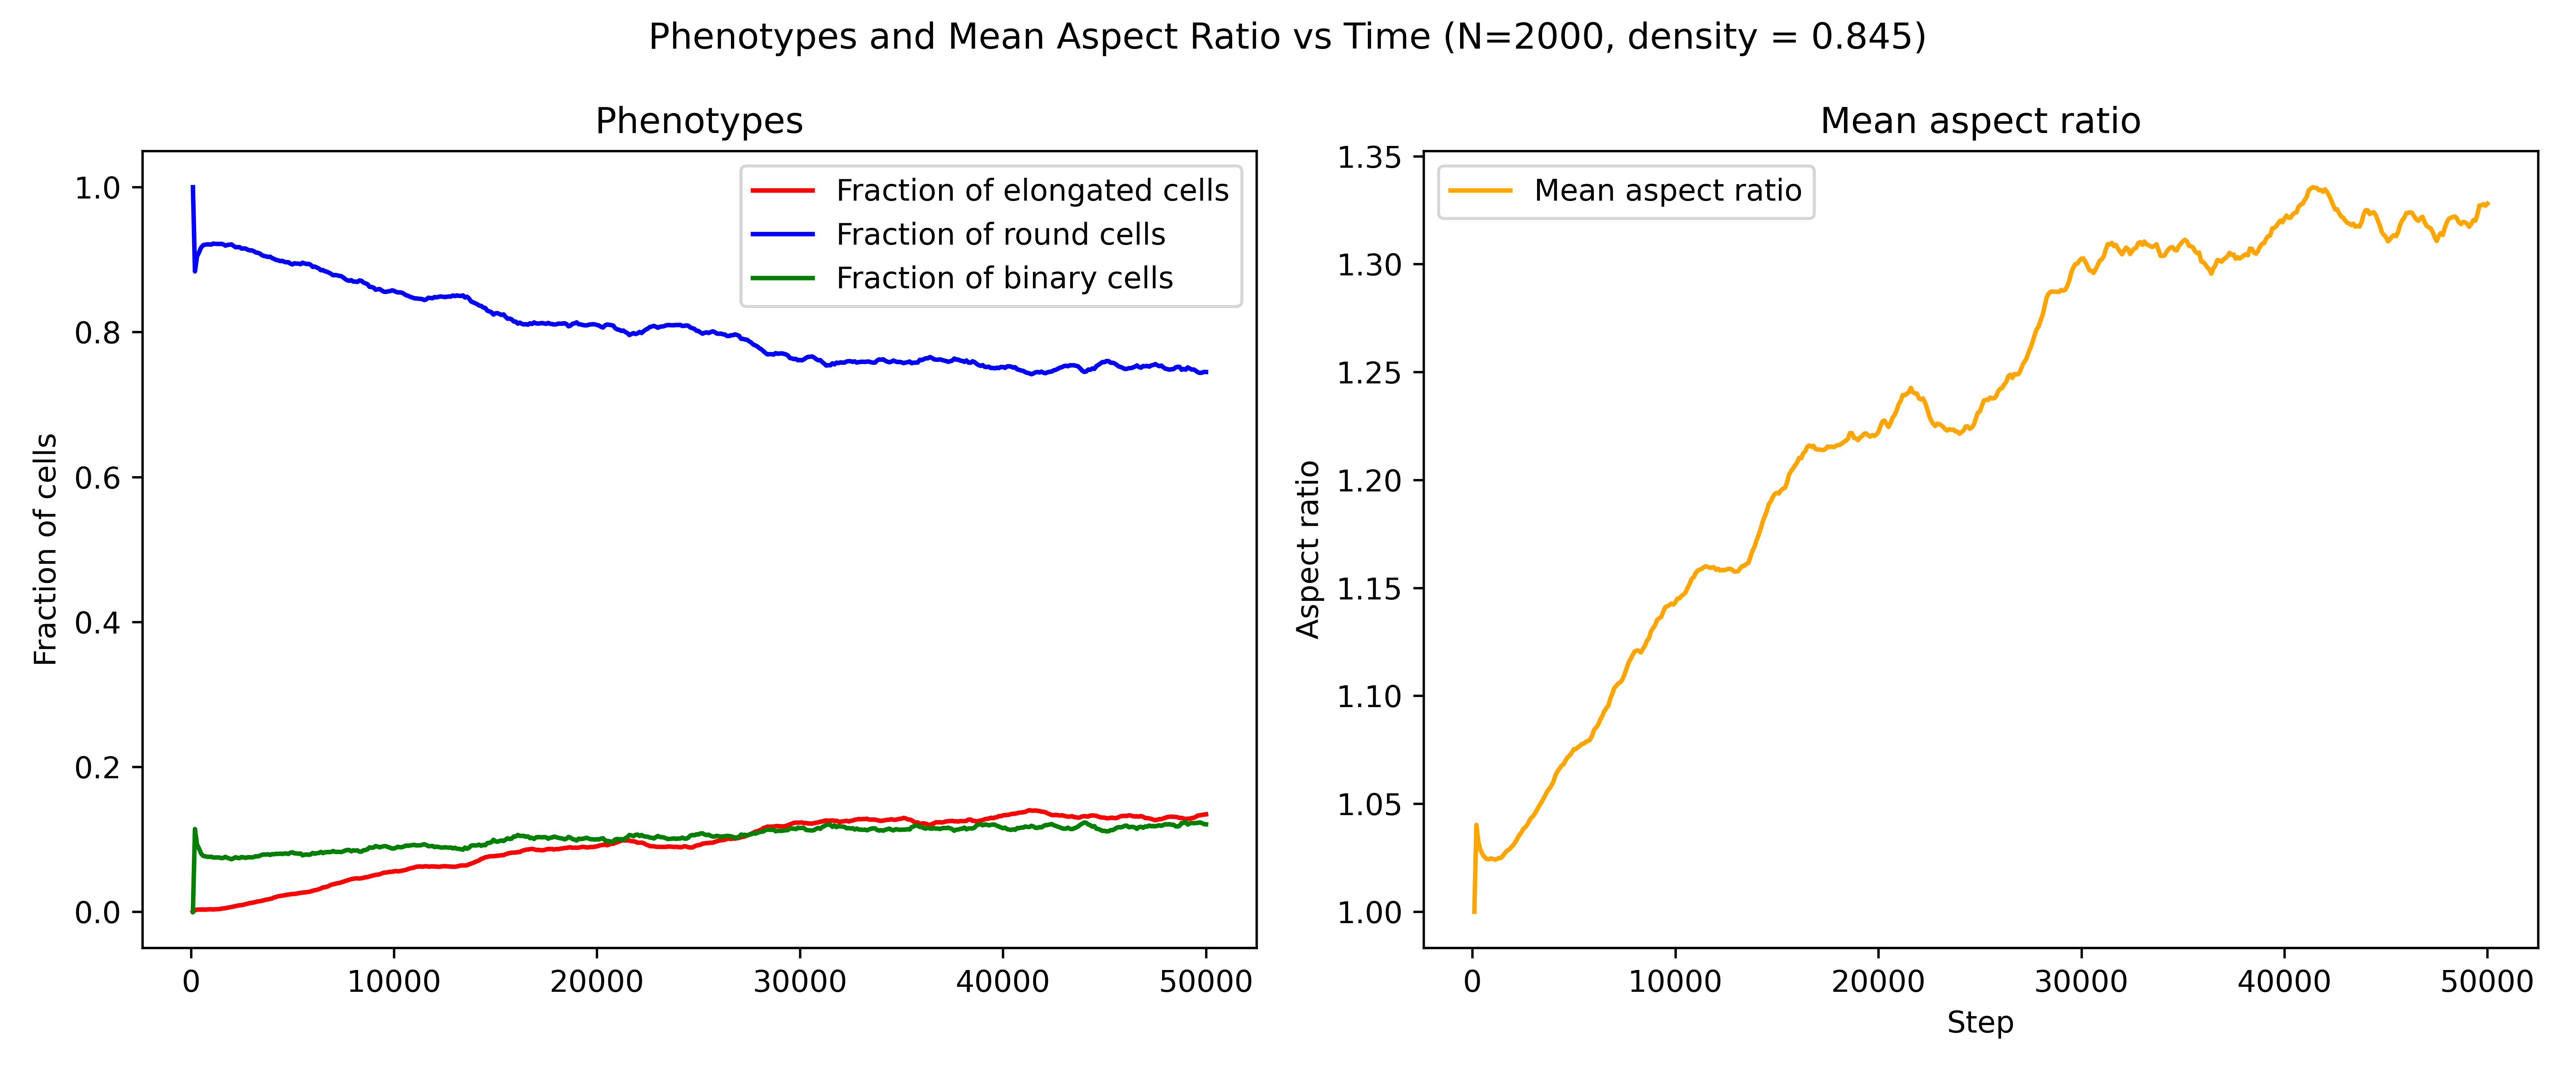 Phenotypes and Mean Aspect Ratio vs Time (N=2000, density = 0.845)
Phenotypes
Fraction of cells
1.0
0.8
0.6
0.4
0.2
0.0
Fraction of elongated cells
Fraction of round cells
Fraction of binary cells
0 10000 20000 30000 40000 50000
Mean aspect ratio
Aspect ratio
1.35
1.30
1.25
1.20
1.15
1.10
1.05
1.00
Mean aspect ratio
0 10000 20000 30000 40000 50000
Step